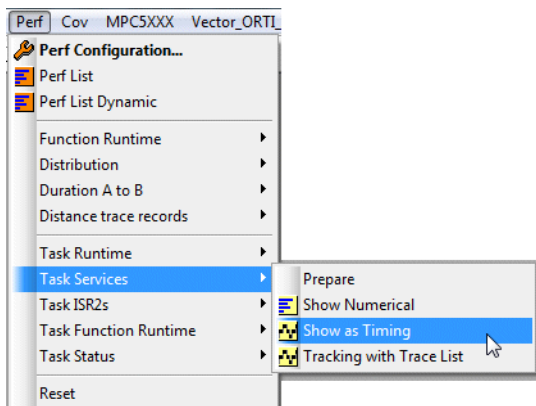 Perf Cov MPC5XXX Vector_ORTI_
Perf Configuration...
Perf List
Perf List Dynamic
Function Runtime
Distribution
Duration A to B
Distance trace records
Task Runtime
Task Services
Prepare
Task ISR2s
Show Numerical
Task Function Runtime
Show as Timing
Task Status
Tracking with Trace List
Reset